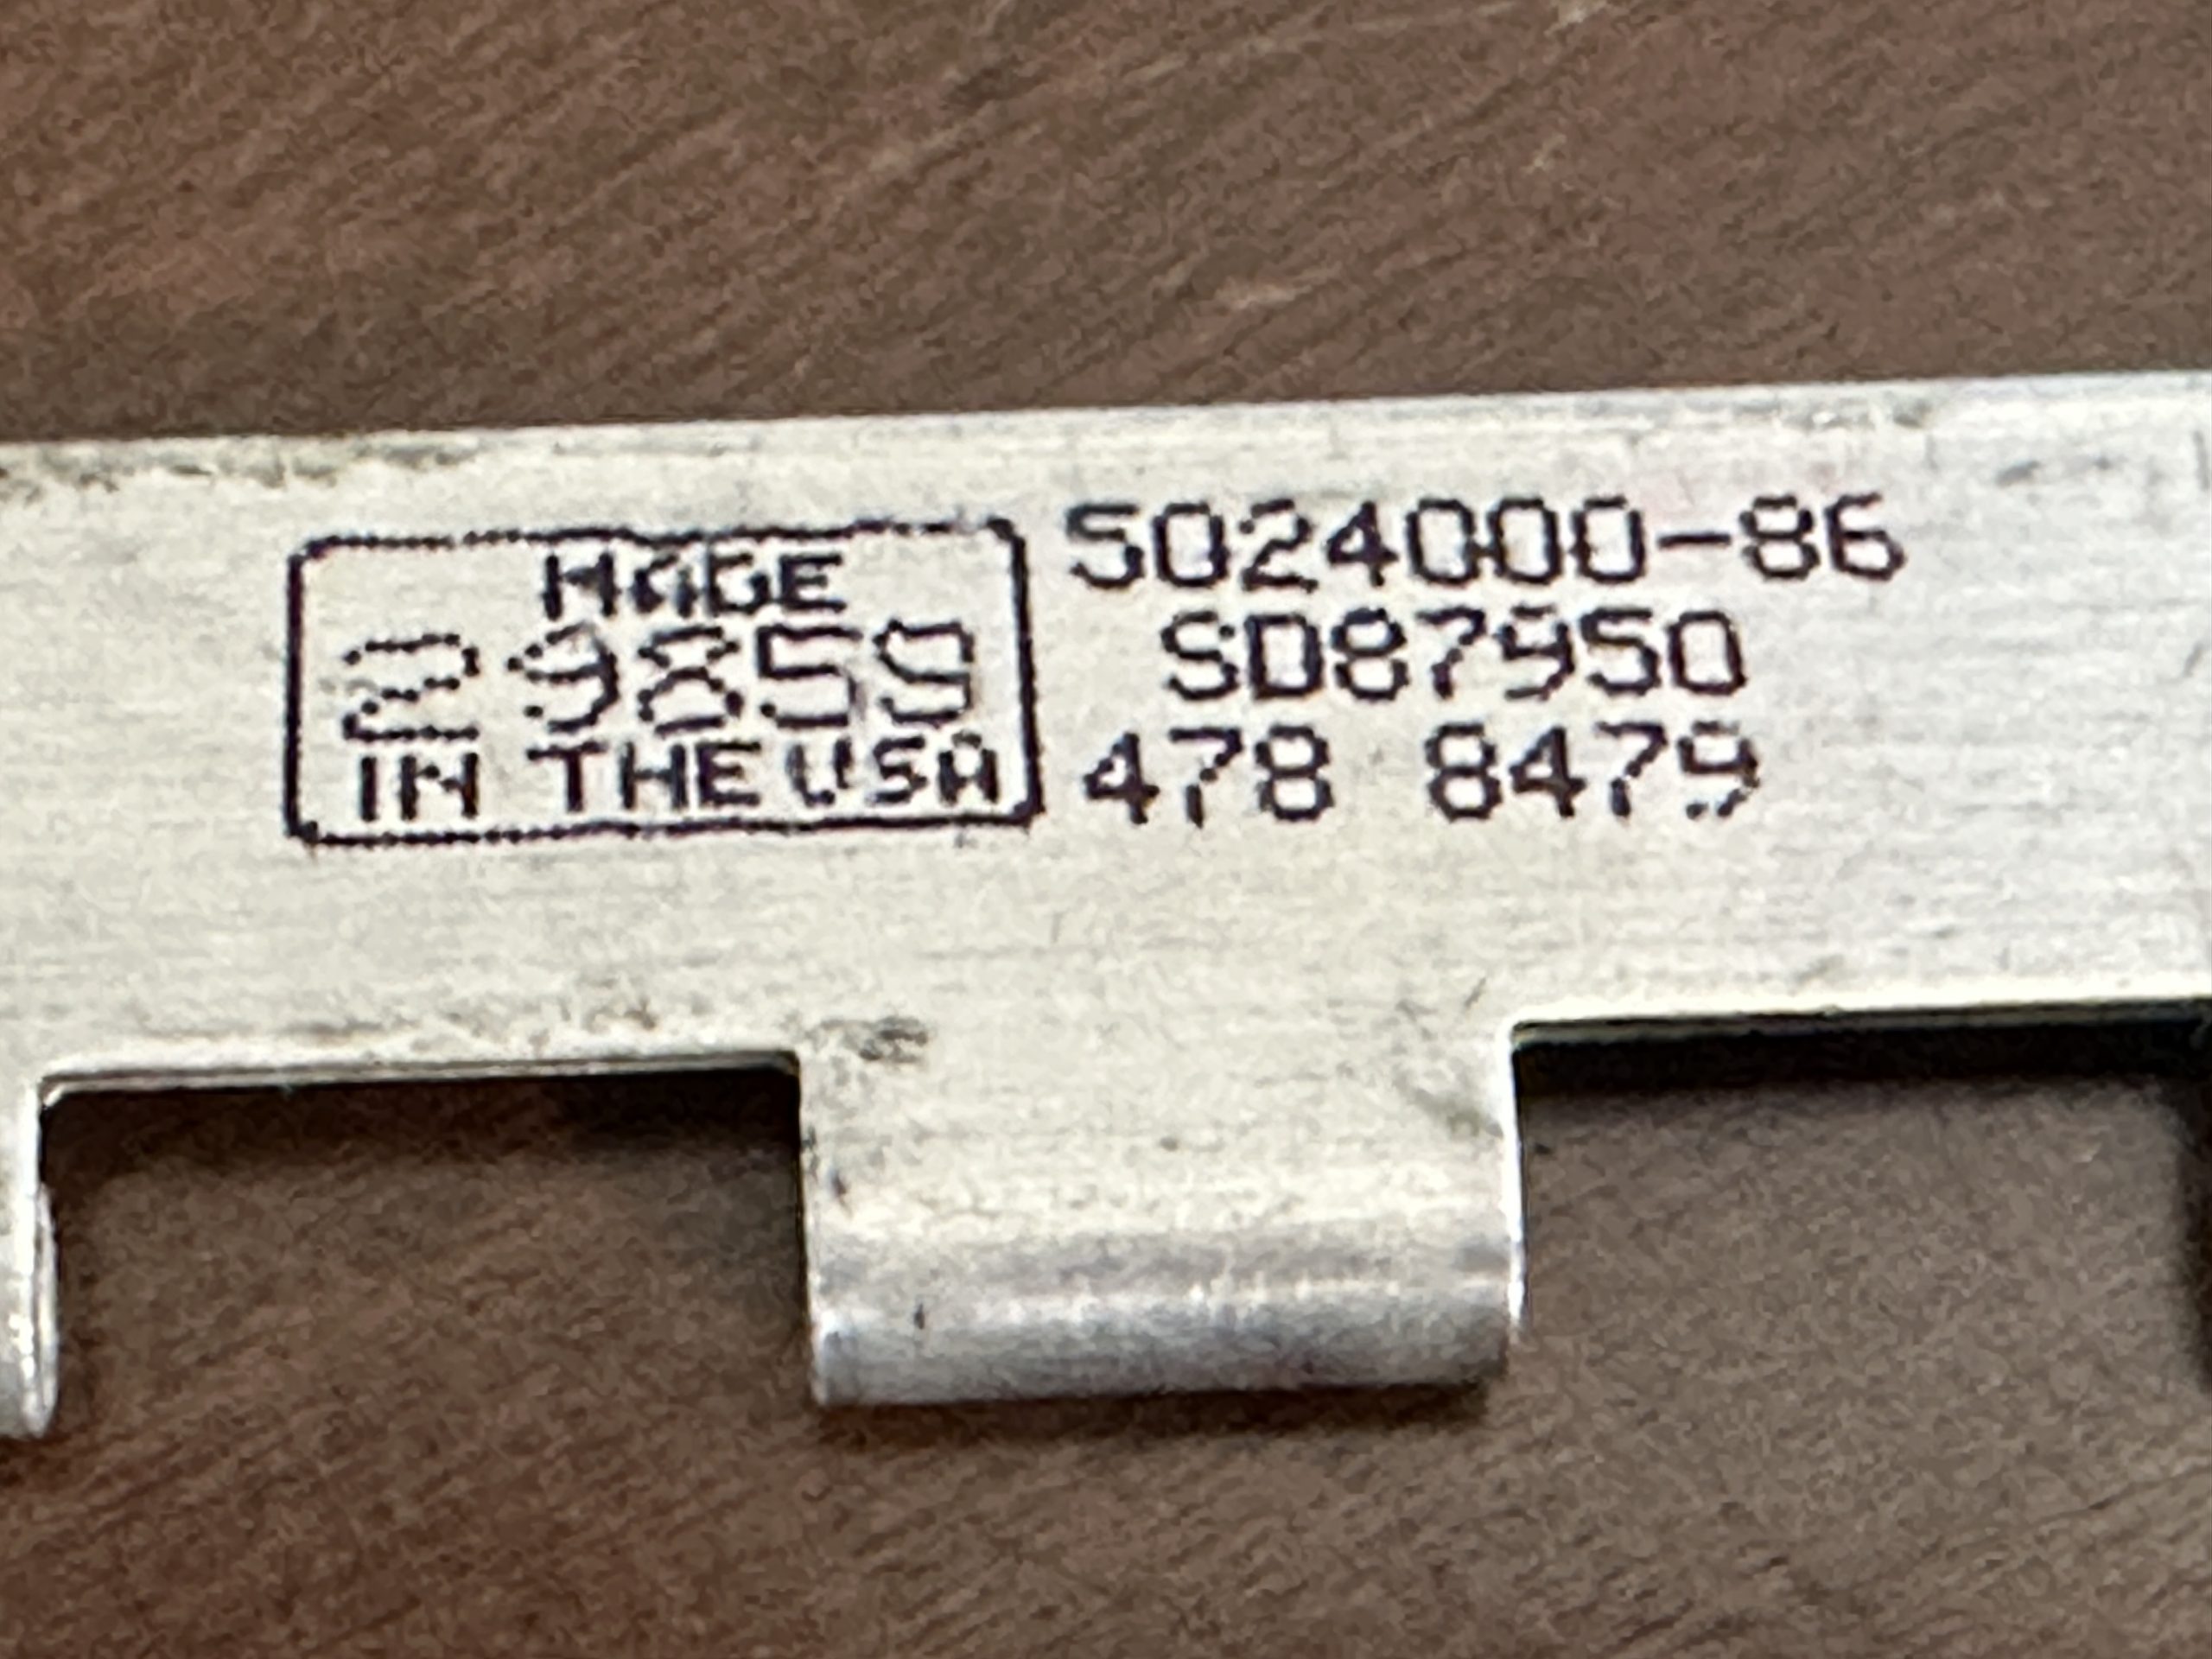 MADE
29859
IN THE USA
5024000-86
SD87950
478 8479